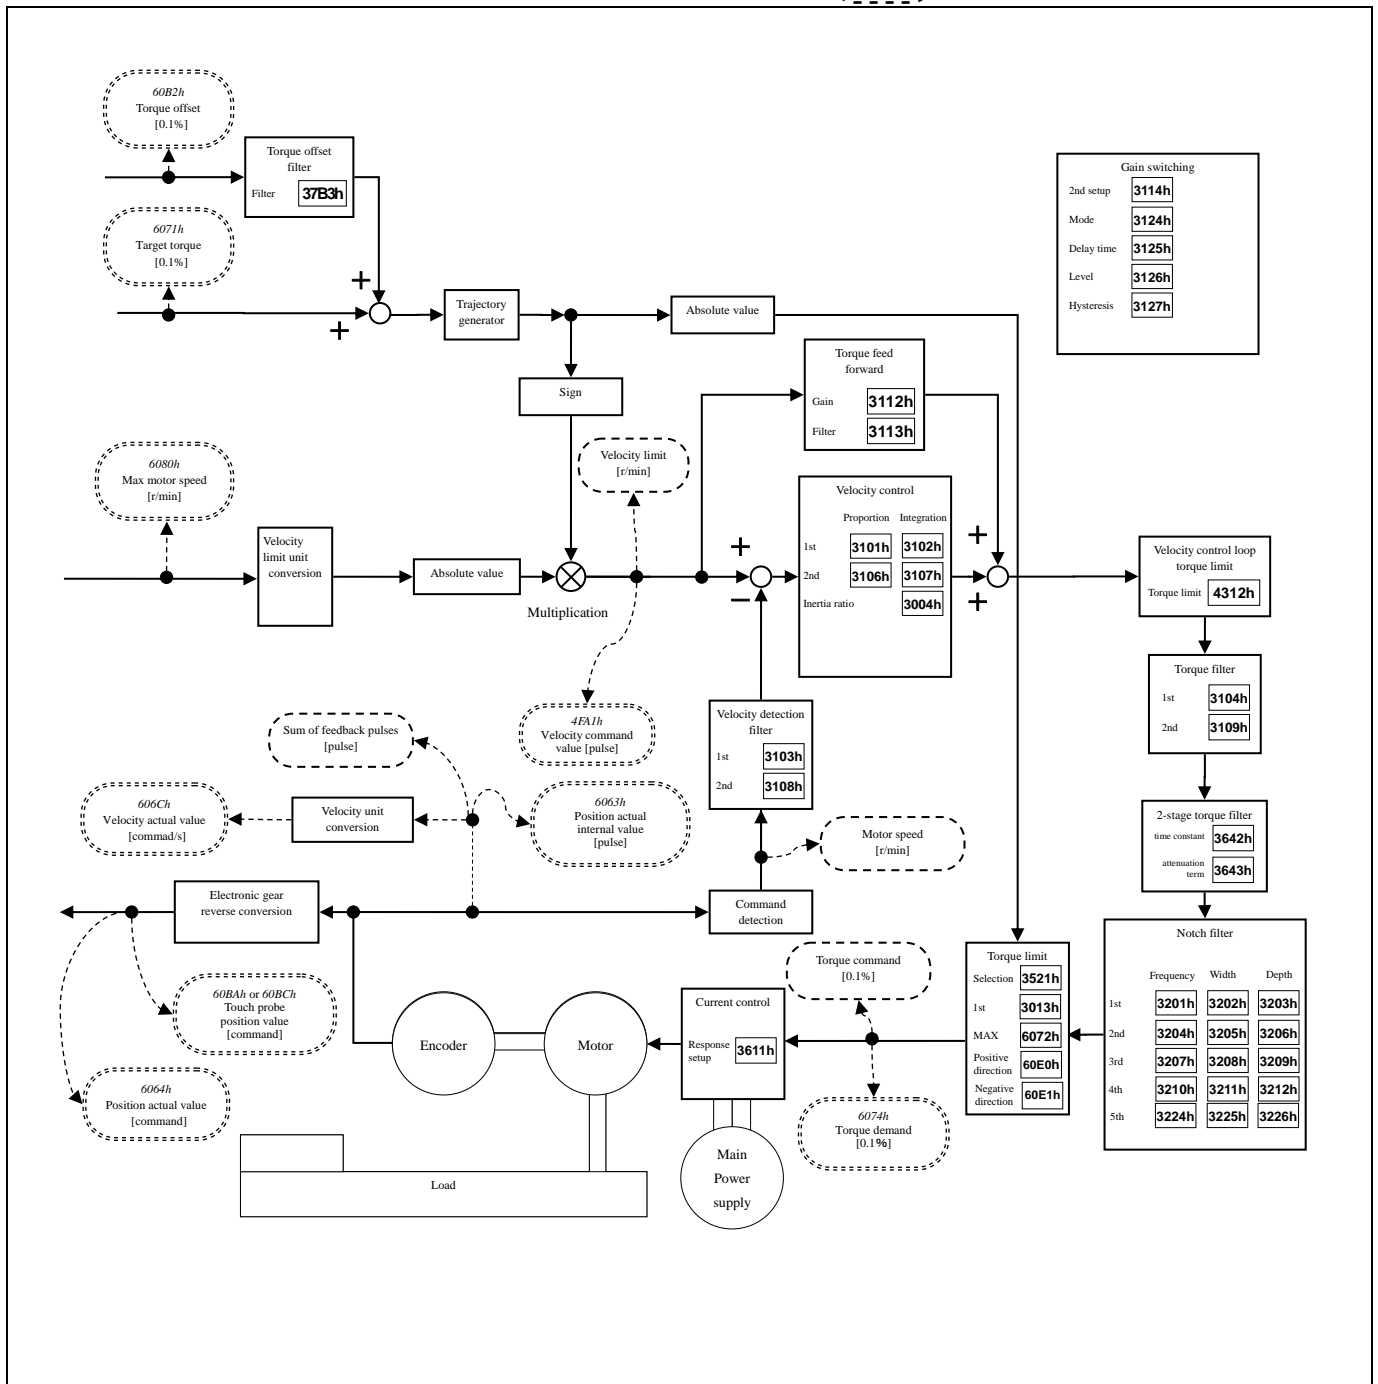 60B2h
Torque offset
[0.1%]
Torque offset
filter
Filter 37B3h
6071h
Target torque
[0.1%]
+
+
Trajectory
generator
Absolute value
Sign
Gain switching
2nd setup 3114h
Mode 3124h
Delay time 3125h
Level 3126h
Hysteresis 3127h
Torque feed
forward
Gain 3112h
Filter 3113h
6080h
Max motor speed
[r/min]
Velocity
limit unit
conversion
Absolute value
Multiplication
Velocity limit
[r/min]
+
−
Velocity control
Proportion Integration
1st 3101h 3102h
2nd 3106h 3107h
Inertia ratio 3004h
+
+
Velocity control loop
torque limit
Torque limit 4312h
Torque filter
1st 3104h
2nd 3109h
2-stage torque filter
time constant 3642h
attenuation
term 3643h
Sum of feedback pulses
[pulse]
4FA1h
Velocity command
value [pulse]
Velocity detection
filter
1st 3103h
2nd 3108h
606Ch
Velocity actual value
[commad/s]
Velocity unit
conversion
6063h
Position actual
internal value
[pulse]
Motor speed
[r/min]
Electronic gear
reverse conversion
Command
detection
Notch filter
Frequency Width Depth
1st 3201h 3202h 3203h
2nd 3204h 3205h 3206h
3rd 3207h 3208h 3209h
4th 3210h 3211h 3212h
5th 3224h 3225h 3226h
Torque limit
Selection 3521h
1st 3013h
MAX 6072h
Positive
direction 60E0h
Negative
direction 60E1h
Torque command
[0.1%]
6074h
Torque demand
[0.1%]
Current control
Response
setup 3611h
Motor
Encoder
60BAh or 60BCh
Touch probe
position value
[command]
6064h
Position actual value
[command]
Main
Power
supply
Load